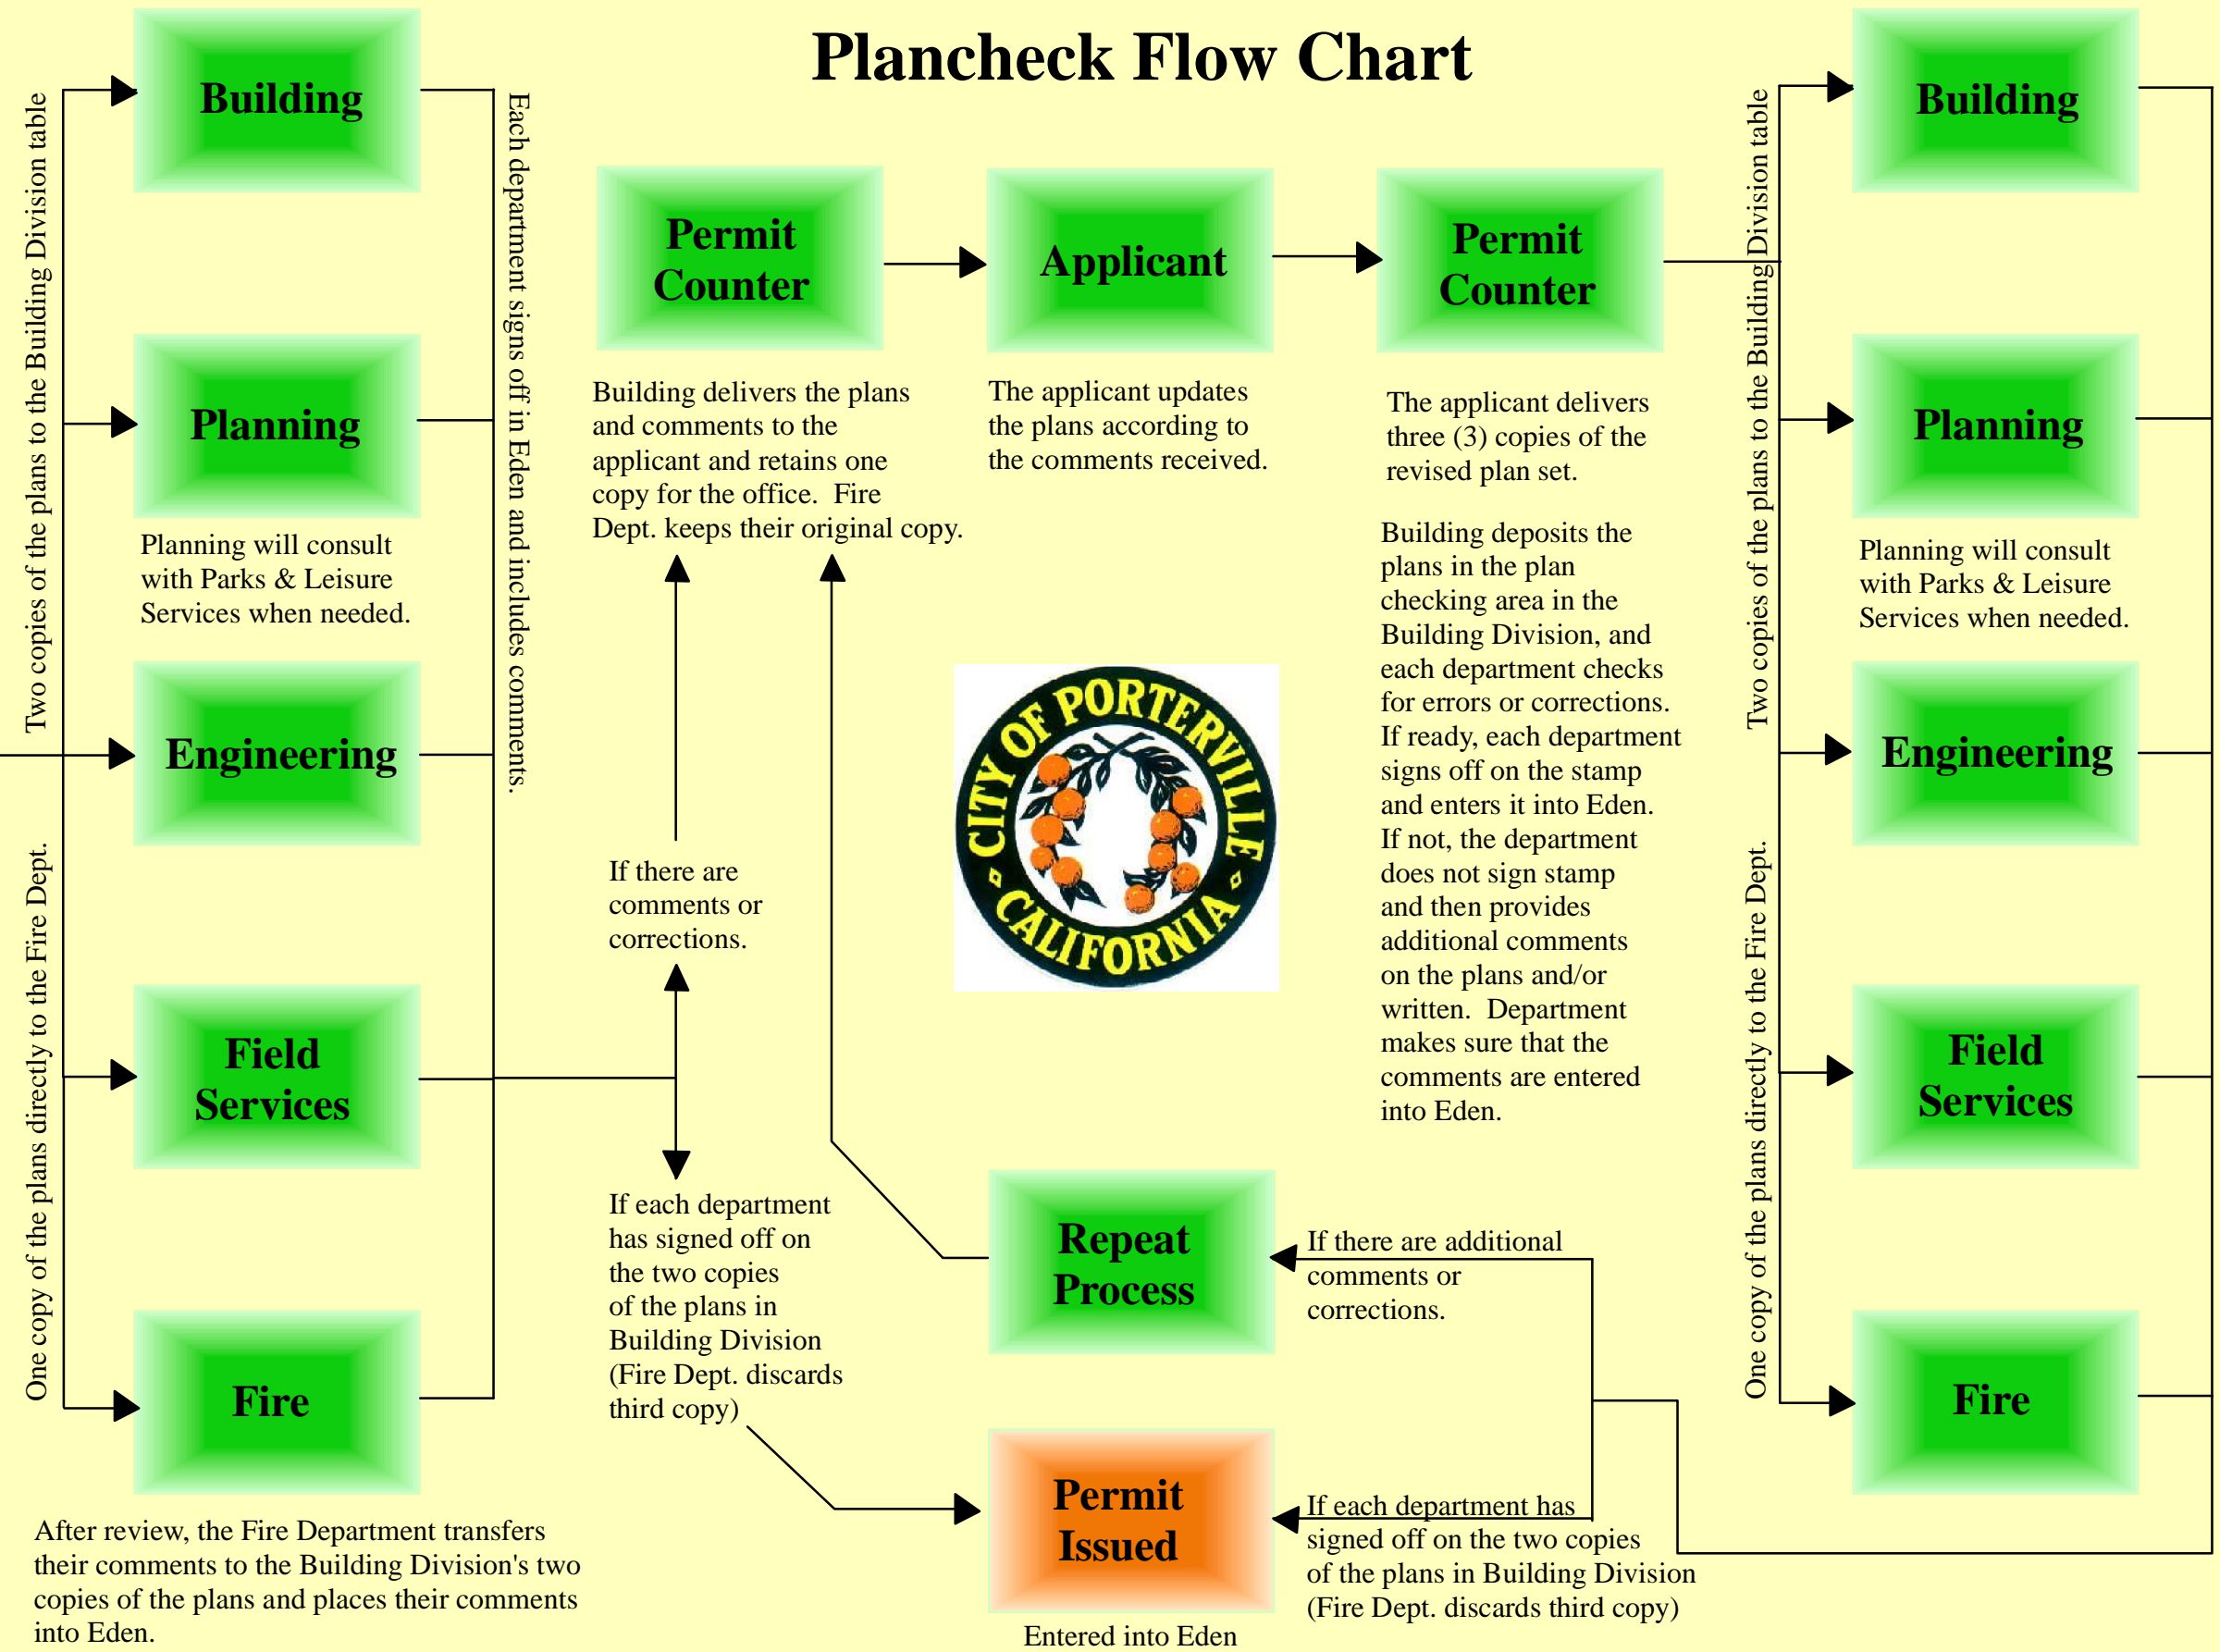 Plancheck Flow Chart
Two copies of the plans to the Building Division table
One copy of the plans directly to the Fire Dept.
Building
Planning
Planning will consult
with Parks & Leisure
Services when needed.
Engineering
Field
Services
Fire
After review, the Fire Department transfers
their comments to the Building Division's two
copies of the plans and places their comments
into Eden.
Each department signs off in Eden and includes comments.
Permit
Counter
Building delivers the plans
and comments to the
applicant and retains one
copy for the office.  Fire
Dept. keeps their original copy.
If there are
comments or
corrections.
If each department
has signed off on
the two copies
of the plans in
Building Division
(Fire Dept. discards
third copy)
Applicant
The applicant updates
the plans according to
the comments received.
CITY OF PORTERVILLE
CALIFORNIA
Repeat
Process
Permit
Issued
Entered into Eden
Permit
Counter
The applicant delivers
three (3) copies of the
revised plan set.
Building deposits the
plans in the plan
checking area in the
Building Division, and
each department checks
for errors or corrections.
If ready, each department
signs off on the stamp
and enters it into Eden.
If not, the department
does not sign stamp
and then provides
additional comments
on the plans and/or
written.  Department
makes sure that the
comments are entered
into Eden.
If there are additional
comments or
corrections.
If each department has
signed off on the two copies
of the plans in Building Division
(Fire Dept. discards third copy)
Two copies of the plans to the Building Division table
One copy of the plans directly to the Fire Dept.
Building
Planning
Planning will consult
with Parks & Leisure
Services when needed.
Engineering
Field
Services
Fire